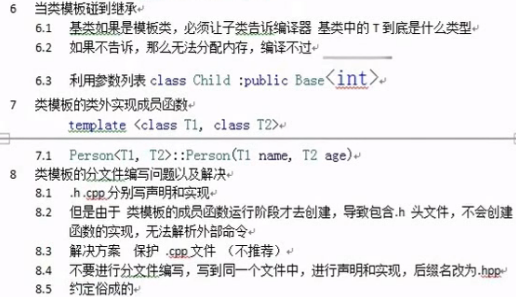 6 当类模板碰到继承
6.1 基类如果是模板类，必须让子类告诉编译器 基类中的 T 到底是什么类型
6.2 如果不告诉，那么无法分配内存，编译不过
6.3 利用参数列表 class Child :public Base<int>
7 类模板的类外实现成员函数
template <class T1, class T2>
7.1 Person<T1, T2>::Person(T1 name, T2 age)
8 类模板的分文件编写问题以及解决
8.1 .h .cpp 分别写声明和实现
8.2 但是由于 类模板的成员函数运行阶段才去创建，导致包含.h 头文件，不会创建
函数的实现，无法解析外部命令
8.3 解决方案 保护 .cpp 文件 （不推荐）
8.4 不要进行分文件编写，写到同一个文件中，进行声明和实现，后缀名改为.hpp
8.5 约定俗成的